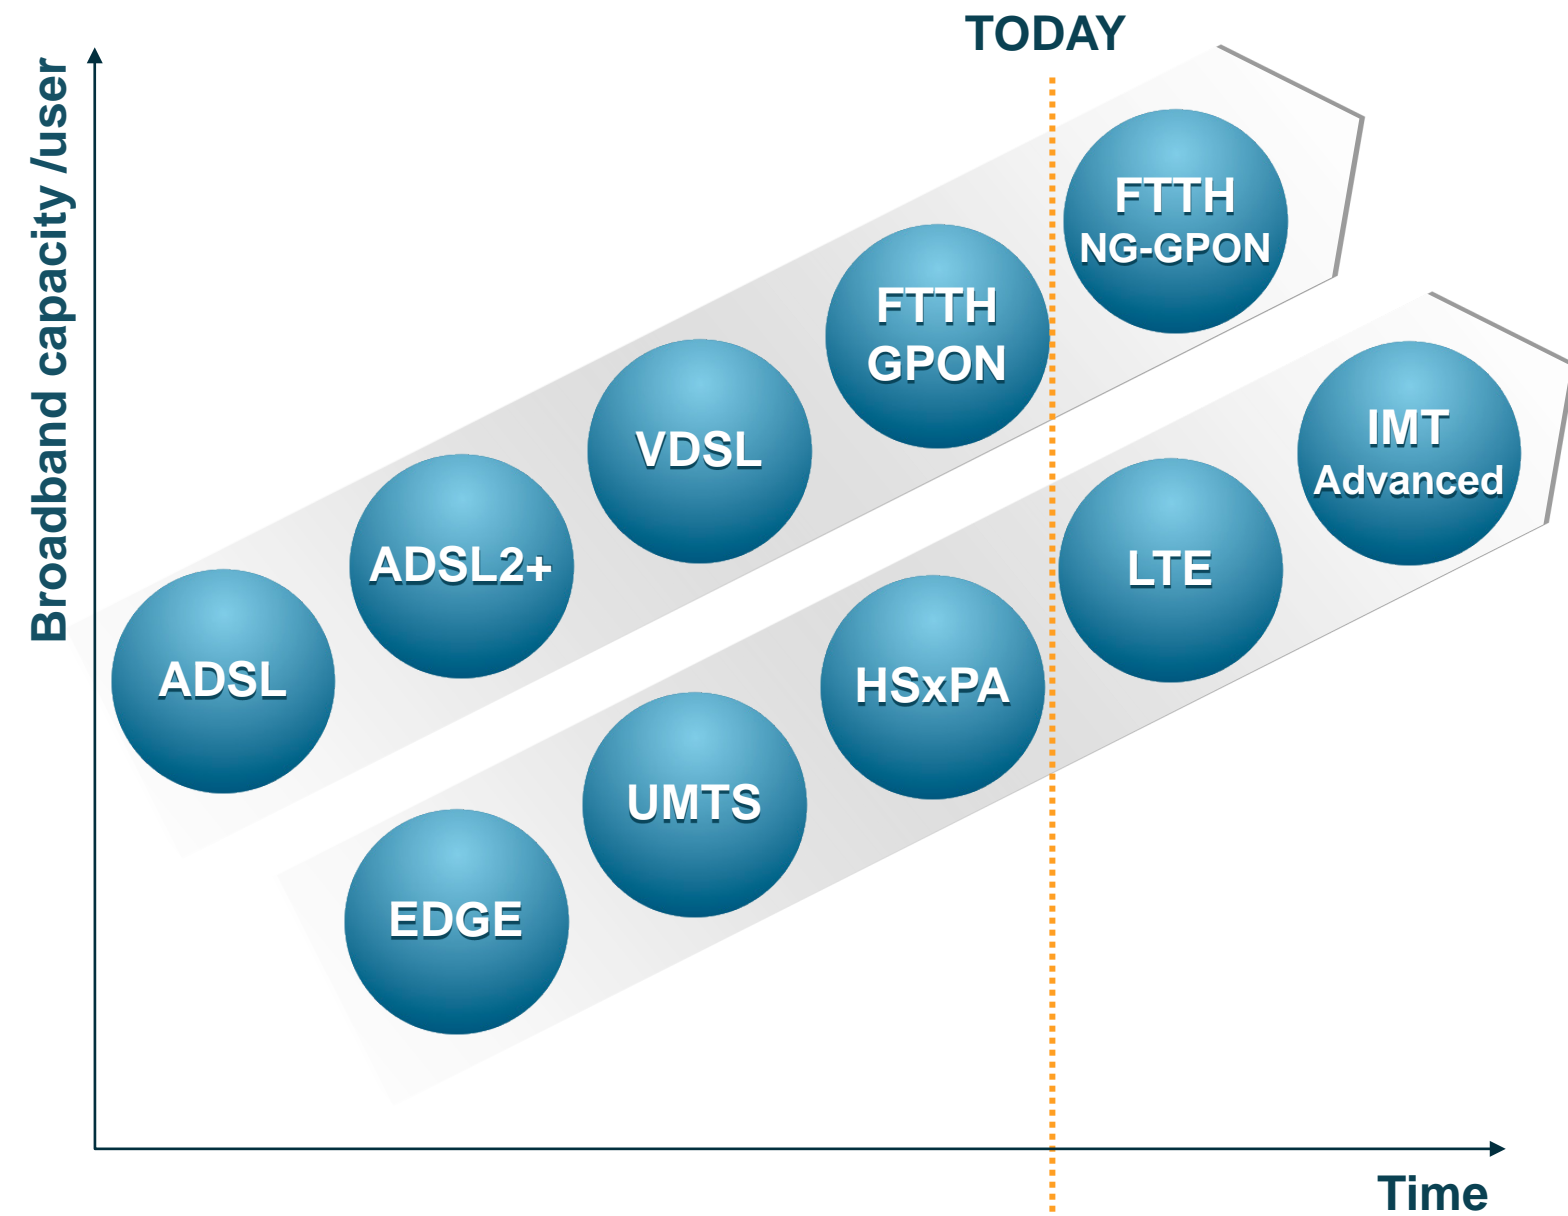 TODAY
Broadband capacity /user
FTTH
NG-GPON
FTTH
GPON
VDSL
ADSL2+
ADSL
IMT
Advanced
LTE
HSxPA
UMTS
EDGE
Time